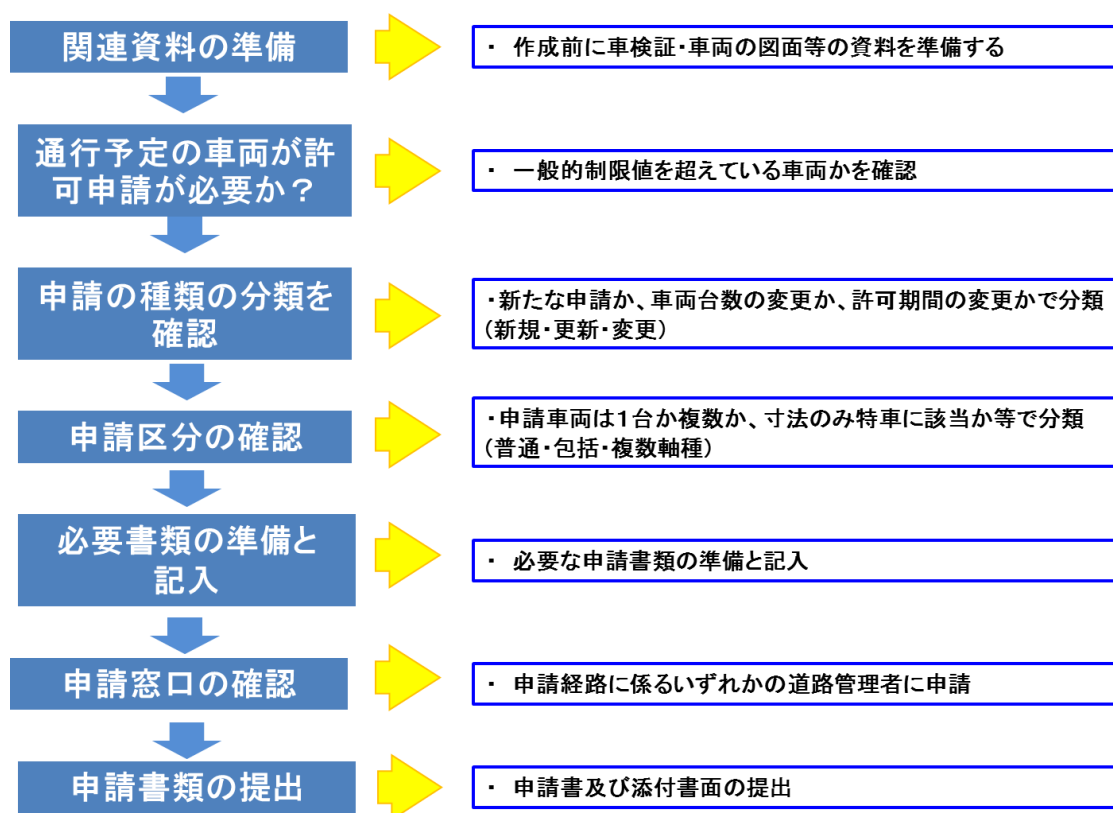 関連資料の準備
・ 作成前に車検証・車両の図面等の資料を準備する
通行予定の車両が許
可申請が必要か？
・ 一般的制限値を超えている車両かを確認
申請の種類の分類を
確認
・新たな申請か、車両台数の変更か、許可期間の変更かで分類
(新規・更新・変更)
申請区分の確認
・申請車両は１台か複数か、寸法のみ特車に該当か等で分類
(普通・包括・複数軸種)
必要書類の準備と
記入
・ 必要な申請書類の準備と記入
申請窓口の確認
・ 申請経路に係るいずれかの道路管理者に申請
申請書類の提出
・ 申請書及び添付書面の提出